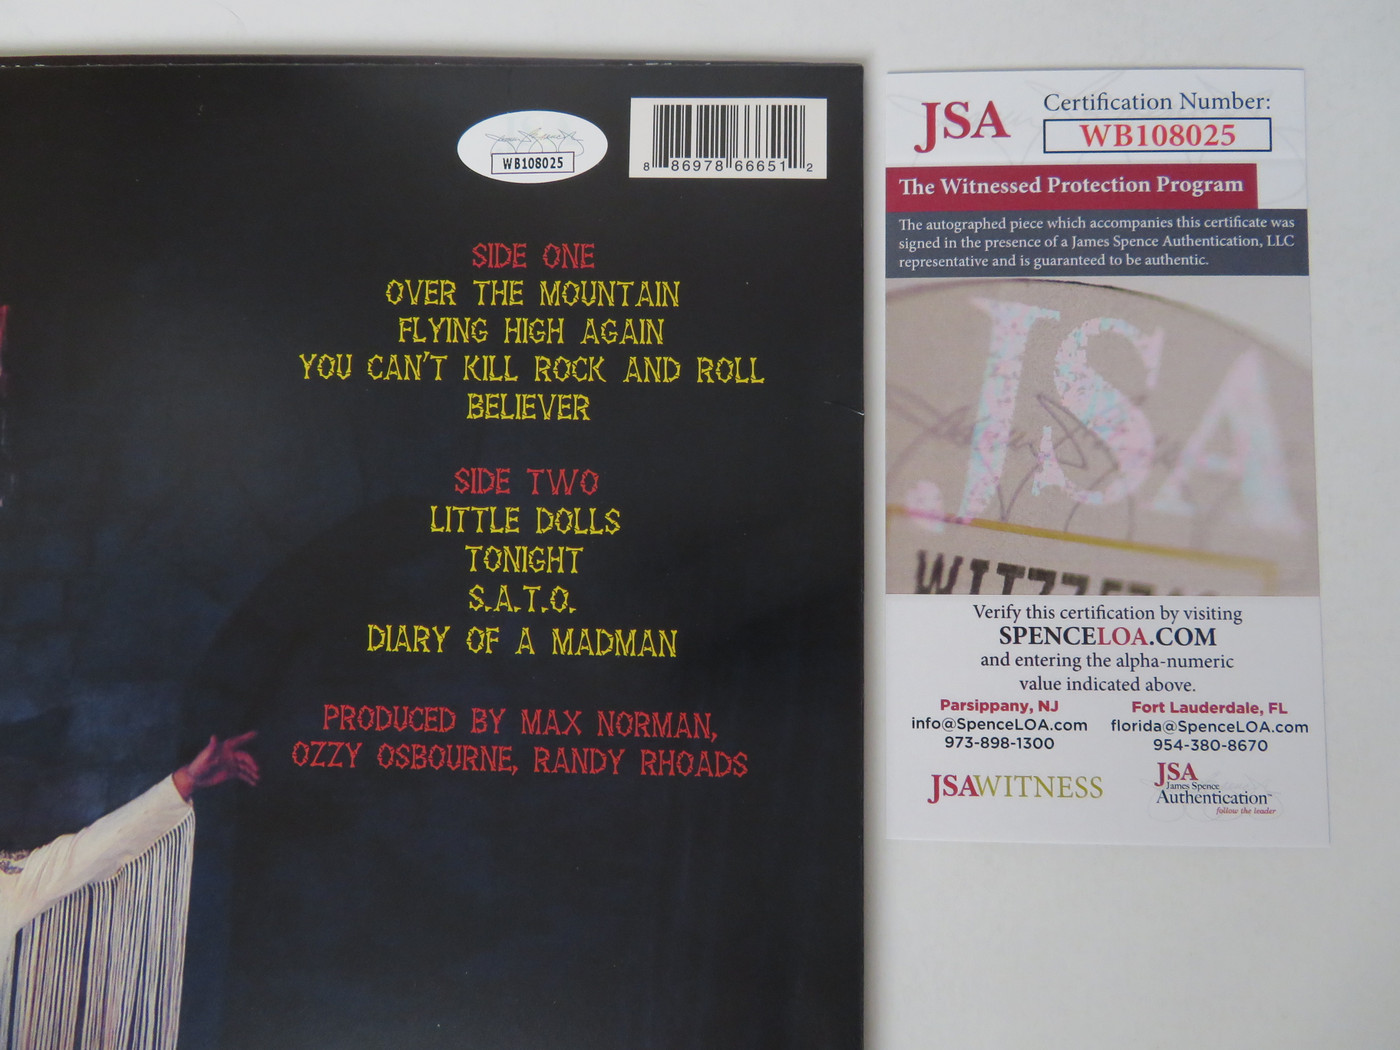 WB108025
8 86978 66651 2
SIDE ONE
OVER THE MOUNTAIN
FLYING HIGH AGAIN
YOU CAN'T KILL ROCK AND ROLL
BELIEVER
SIDE TWO
LITTLE DOLLS
TONIGHT
S.A.T.O.
DIARY OF A MADMAN
PRODUCED BY MAX NORMAN,
OZZY OSBOURNE, RANDY RHOADS
JSA
Certification Number:
WB108025
The Witnessed Protection Program
The autographed piece which accompanies this certificate was
signed in the presence of a James Spence Authentication, LLC
representative and is guaranteed to be authentic.
JSA
Verify this certification by visiting
SPENCELOA.COM
and entering the alpha-numeric
value indicated above.
Parsippany, NJ
info@SpenceLOA.com
973-898-1300
Fort Lauderdale, FL
florida@SpenceLOA.com
954-380-8670
JSAWITNESS
JSA
James Spence
Authentication™
follow the leader